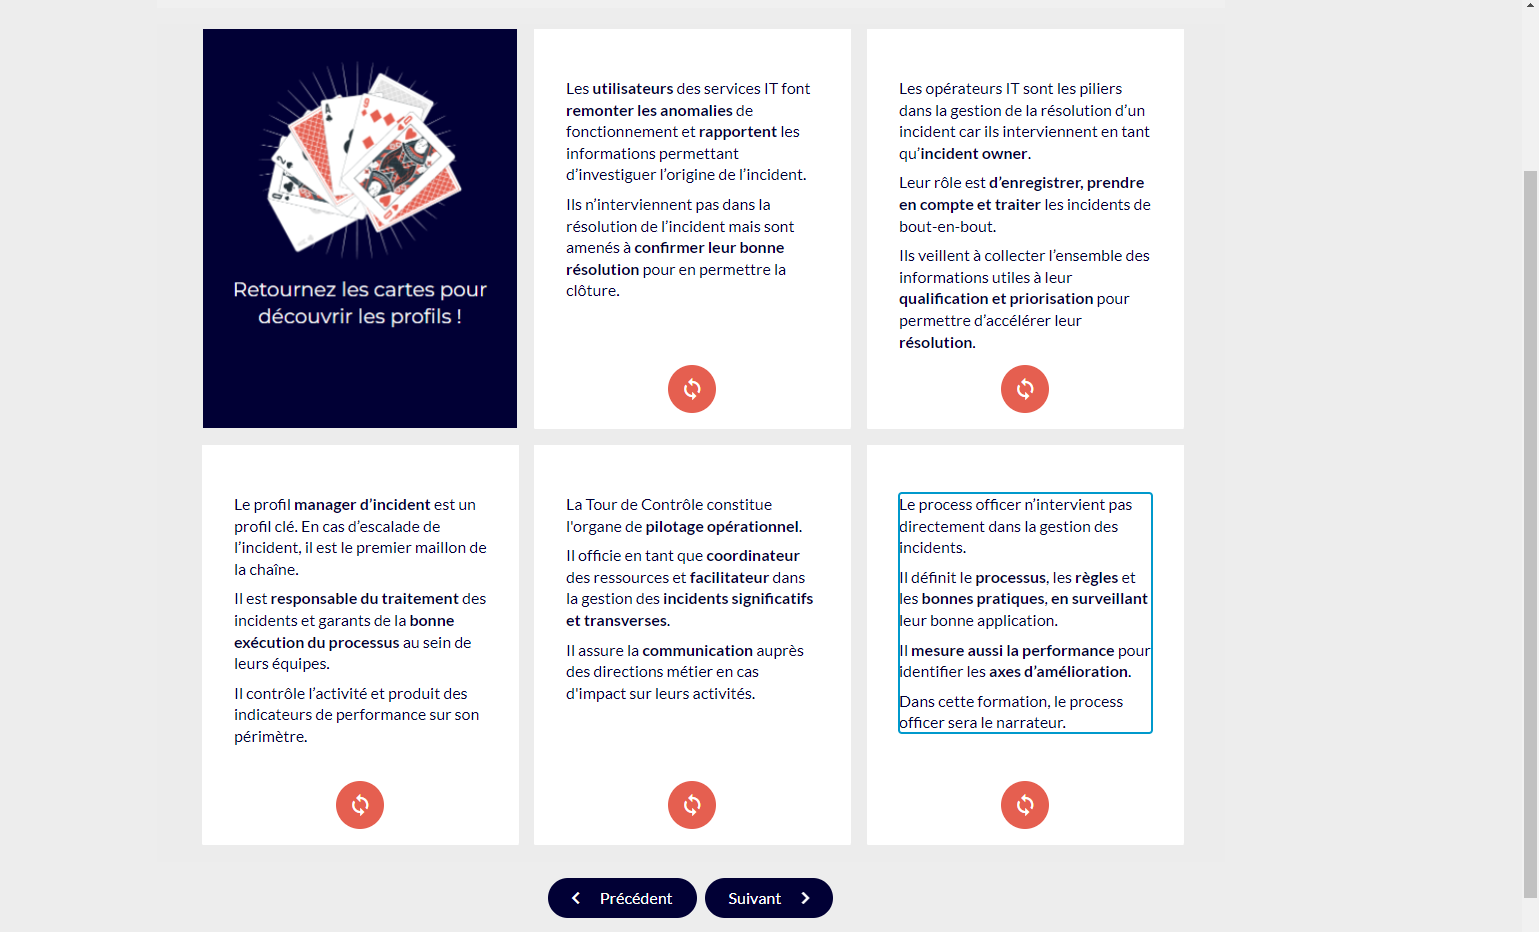 Retournez les cartes pour
découvrir les profils !
Les utilisateurs des services IT font
remonter les anomalies de
fonctionnement et rapportent les
informations permettant
d’investiguer l’origine de l’incident.
Ils n’interviennent pas dans la
résolution de l’incident mais sont
amenés à confirmer leur bonne
résolution pour en permettre la
clôture.
Les opérateurs IT sont les piliers
dans la gestion de la résolution d’un
incident car ils interviennent en tant
qu’incident owner.
Leur rôle est d’enregistrer, prendre
en compte et traiter les incidents de
bout-en-bout.
Ils veillent à collecter l’ensemble des
informations utiles à leur
qualification et priorisation pour
permettre d’accélérer leur
résolution.
Le profil manager d’incident est un
profil clé. En cas d’escalade de
l’incident, il est le premier maillon de
la chaîne.
Il est responsable du traitement des
incidents et garants de la bonne
exécution du processus au sein de
leurs équipes.
Il contrôle l’activité et produit des
indicateurs de performance sur son
périmètre.
La Tour de Contrôle constitue
l'organe de pilotage opérationnel.
Il officie en tant que coordinateur
des ressources et facilitateur dans
la gestion des incidents significatifs
et transverses.
Il assure la communication auprès
des directions métier en cas
d'impact sur leurs activités.
Le process officer n’intervient pas
directement dans la gestion des
incidents.
Il définit le processus, les règles et
les bonnes pratiques, en surveillant
leur bonne application.
Il mesure aussi la performance pour
identifier les axes d’amélioration.
Dans cette formation, le process
officer sera le narrateur.
Précédent
Suivant